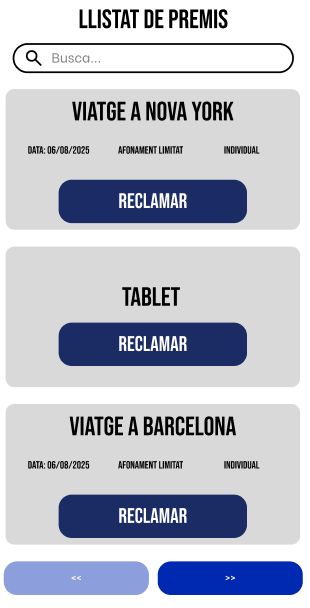 LLISTAT DE PREMIS
Busca...
VIATGE A NOVA YORK
DATA: 06/08/2025 AFONAMENT LIMITAT INDIVIDUAL
RECLAMAR
TABLET
RECLAMAR
VIATGE A BARCELONA
DATA: 06/08/2025 AFONAMENT LIMITAT INDIVIDUAL
RECLAMAR
<< >>